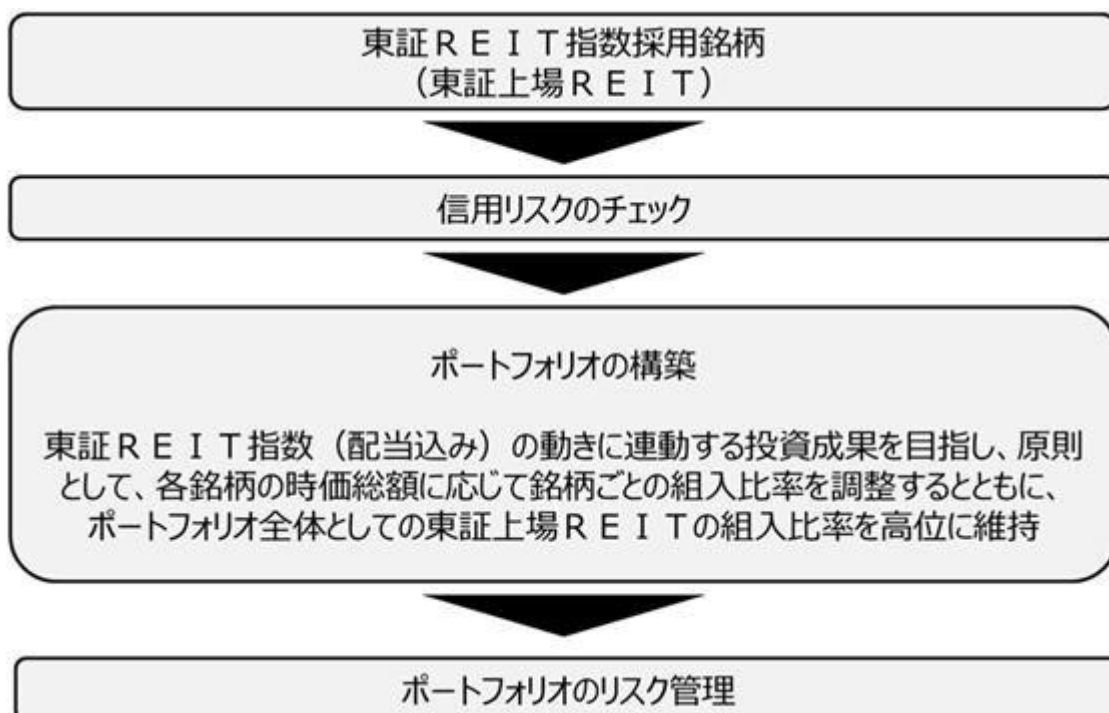 東証ＲＥＩＴ指数採用銘柄
（東証上場ＲＥＩＴ）
信用リスクのチェック
ポートフォリオの構築
東証ＲＥＩＴ指数（配当込み）の動きに連動する投資成果を目指し、原則
として、各銘柄の時価総額に応じて銘柄ごとの組入比率を調整するとともに、
ポートフォリオ全体としての東証上場ＲＥＩＴの組入比率を高位に維持
ポートフォリオのリスク管理